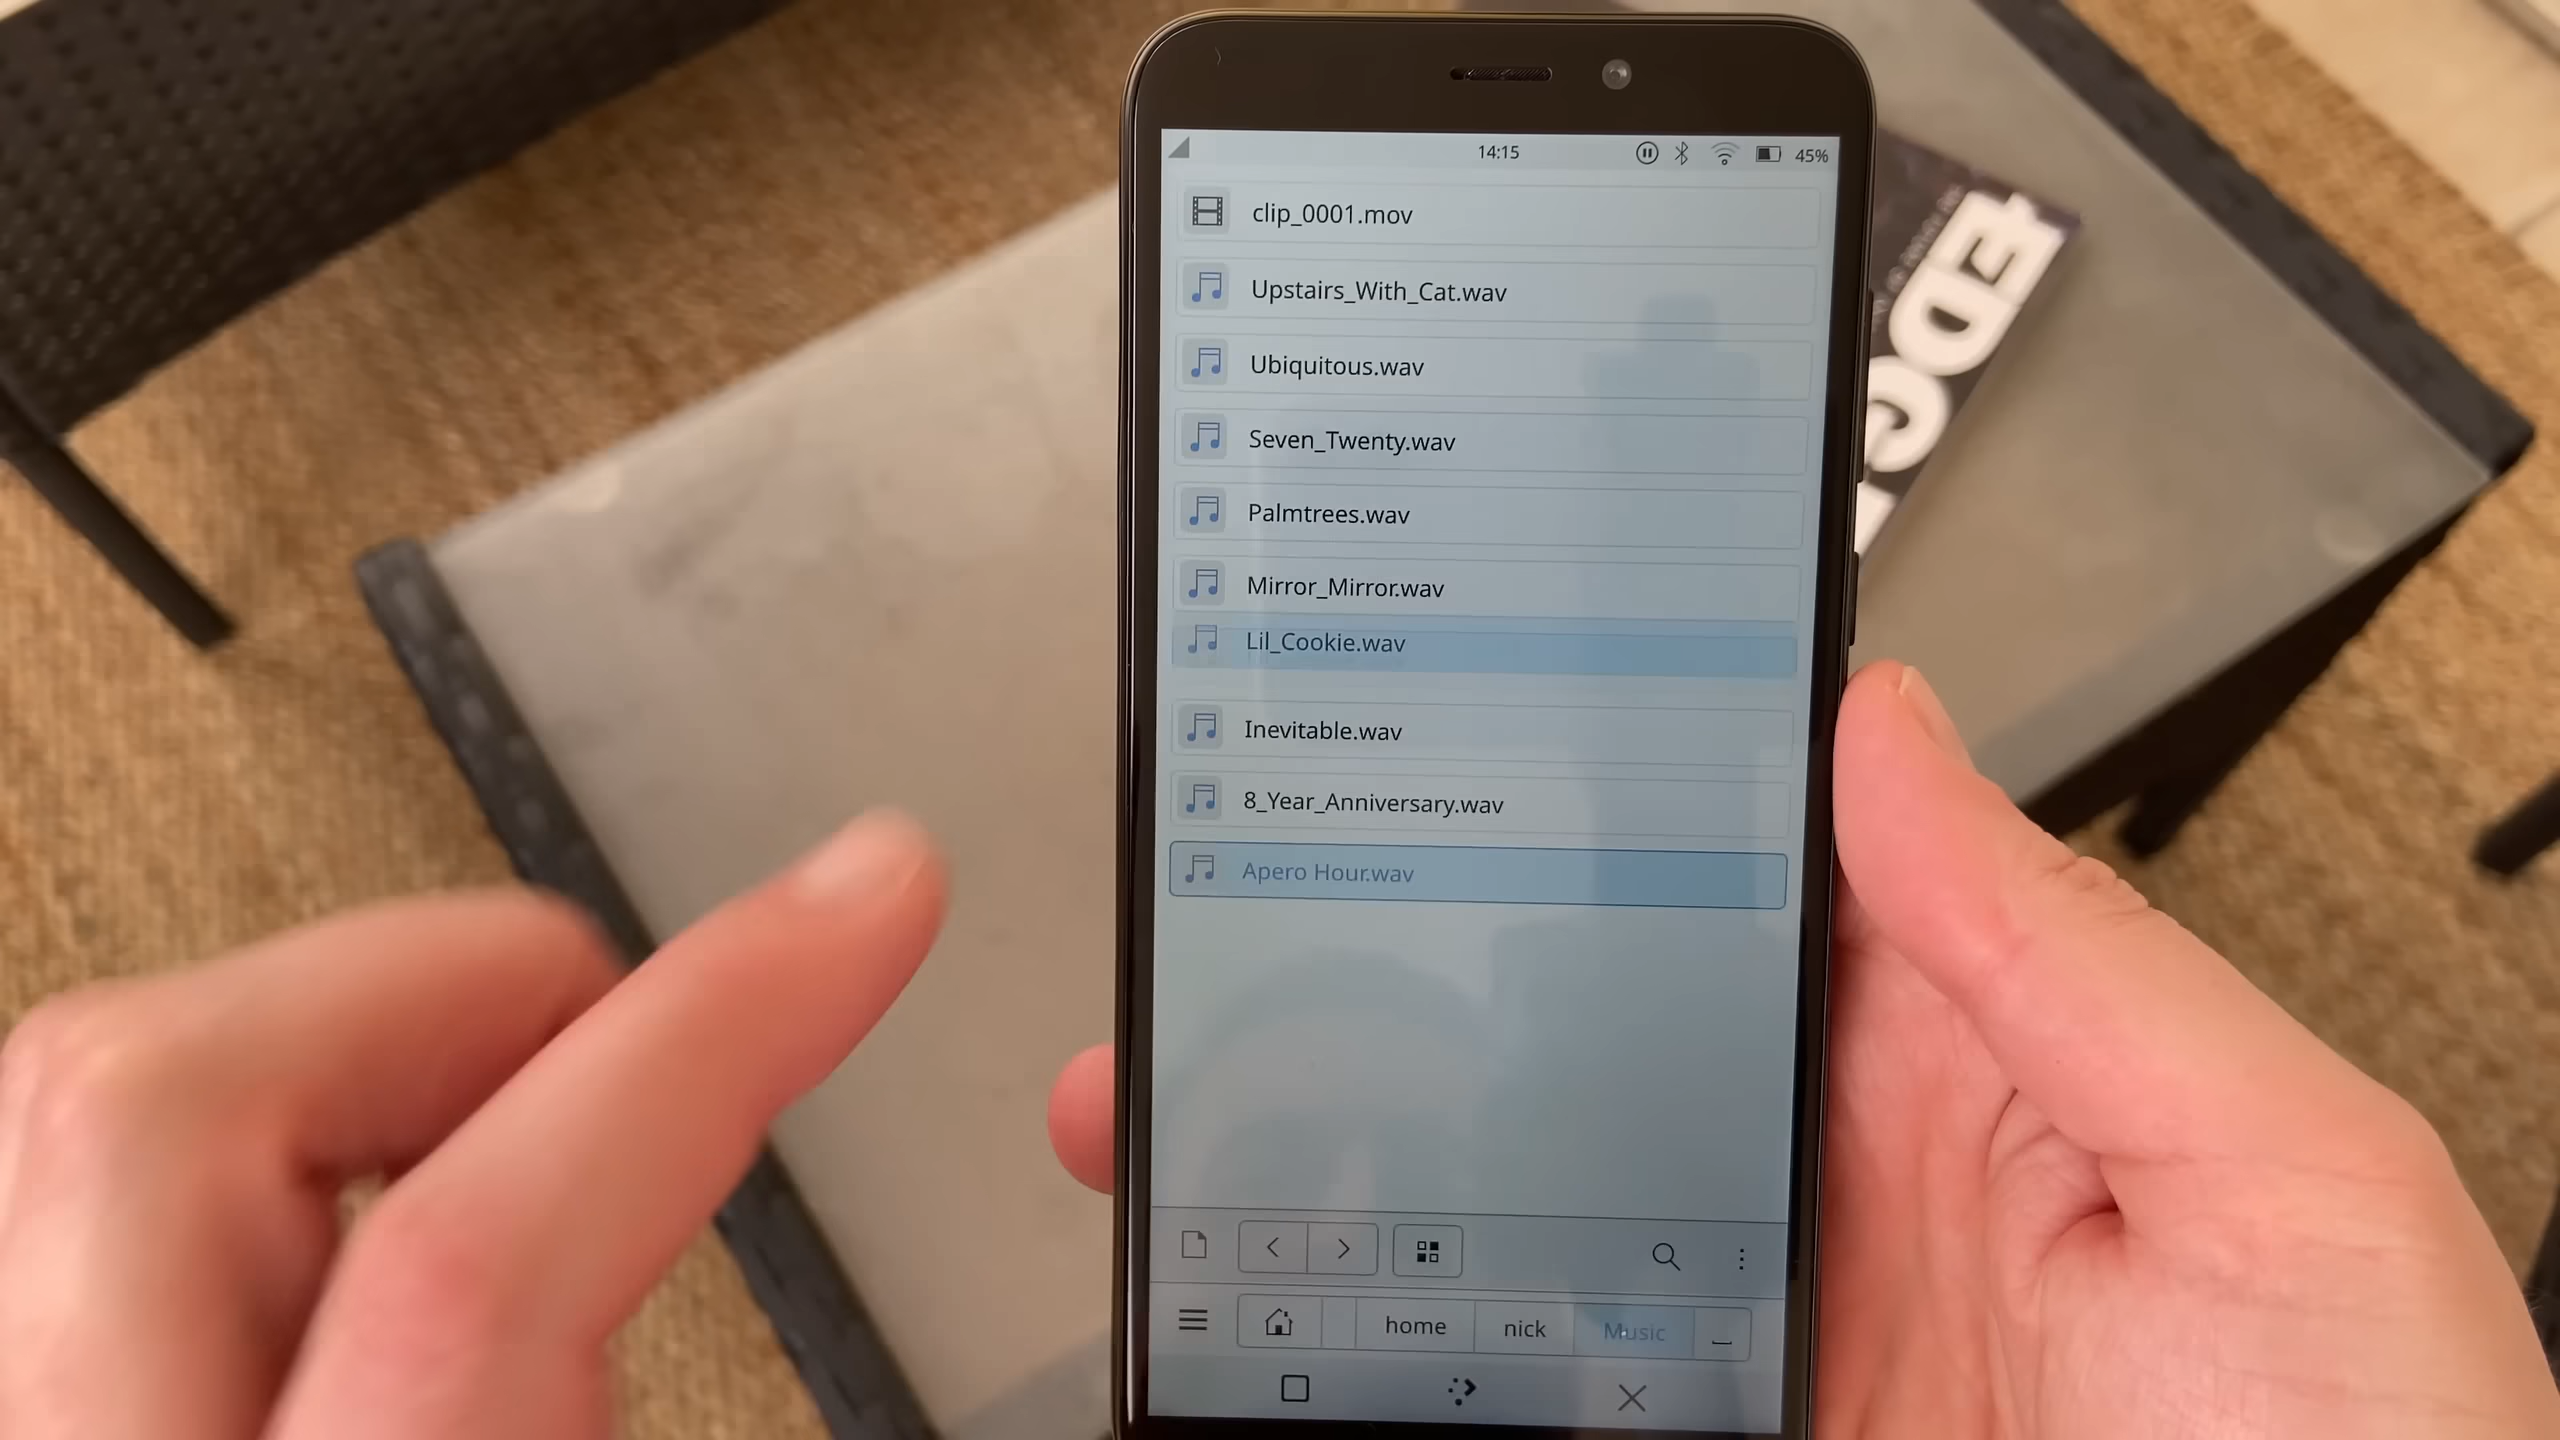 14:15
45%
clip_0001.mov
Upstairs_With_Cat.wav
Ubiquitous.wav
Seven_Twenty.wav
Palmtrees.wav
Mirror_Mirror.wav
Lil_Cookie.wav
Inevitable.wav
8_Year_Anniversary.wav
Apero Hour.wav
home
nick
Music